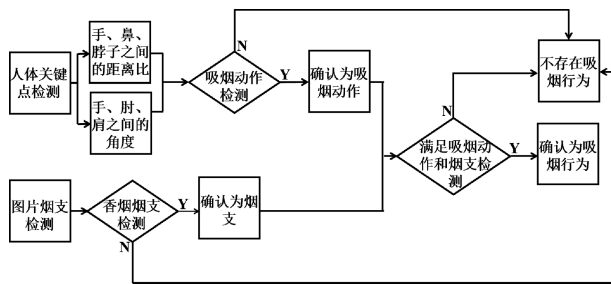 人体关键
点检测
手、鼻、
脖子之间
的距离比
手、肘、
肩之间的
角度
吸烟动作
检测
N
Y
确认为吸
烟动作
图片烟支
检测
香烟烟支
检测
Y
N
确认为烟
支
满足吸烟动
作和烟支检
测
N
Y
不存在吸
烟行为
确认为吸
烟行为